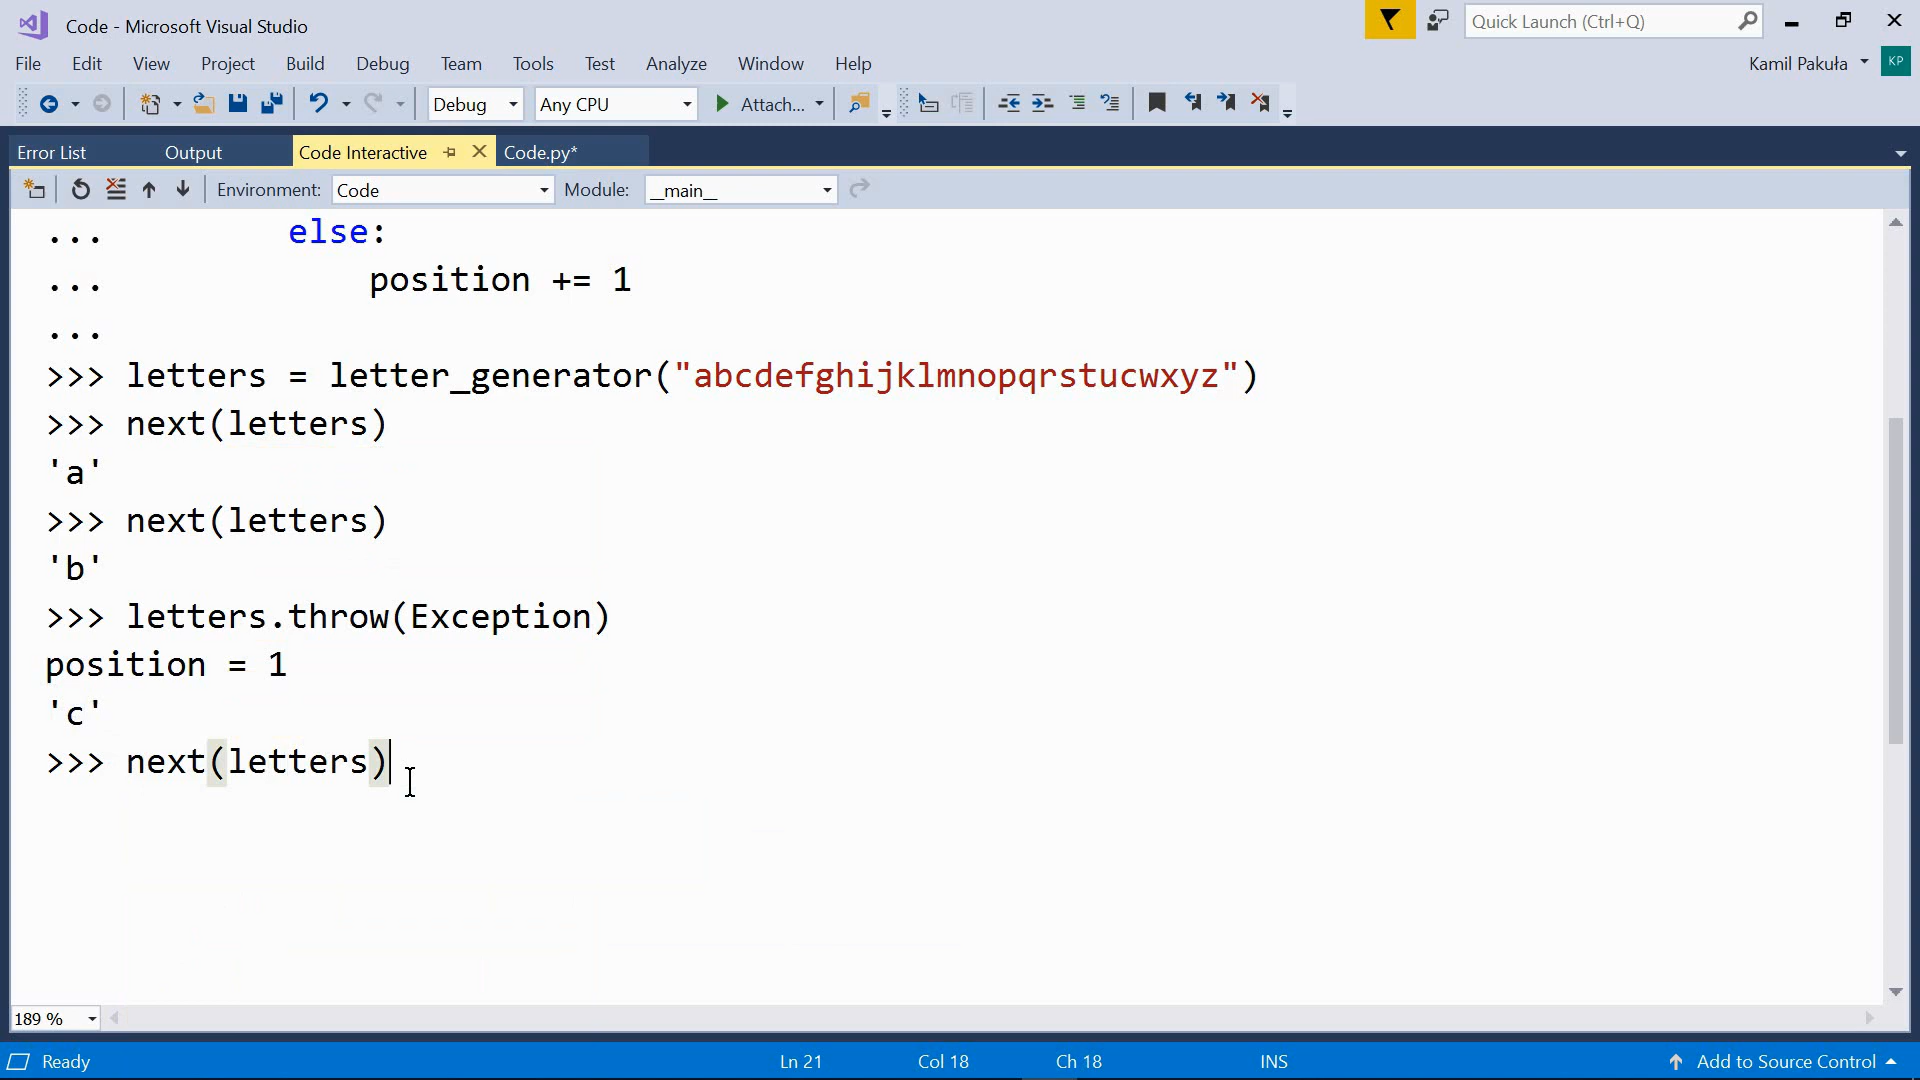 Code - Microsoft Visual Studio
Quick Launch (Ctrl+Q)
File Edit View Project Build Debug Team Tools Test Analyze Window Help
Kamil Pakuła KP
Debug Any CPU Attach...
Error List Output Code Interactive Code.py*
Environment: Code Module: __main__
... else:
... position += 1
...
>>> letters = letter_generator("abcdefghijklmnopqrstucwxyz")
>>> next(letters)
'a'
>>> next(letters)
'b'
>>> letters.throw(Exception)
position = 1
'c'
>>> next(letters)
189 %
Ready Ln 21 Col 18 Ch 18 INS Add to Source Control